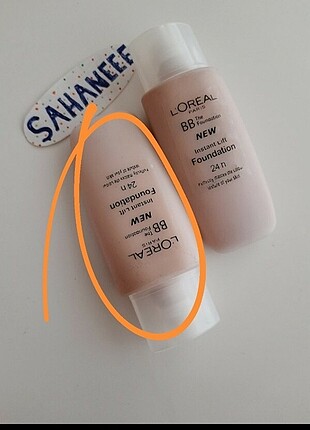 SAHANEEE
L'OREAL
PARIS
BB The
Foundation
NEW
Instant Lift
Foundation
24 n
L'OREAL
PARIS
BB The
Foundation
NEW
Instant Lift
Foundation
24 n